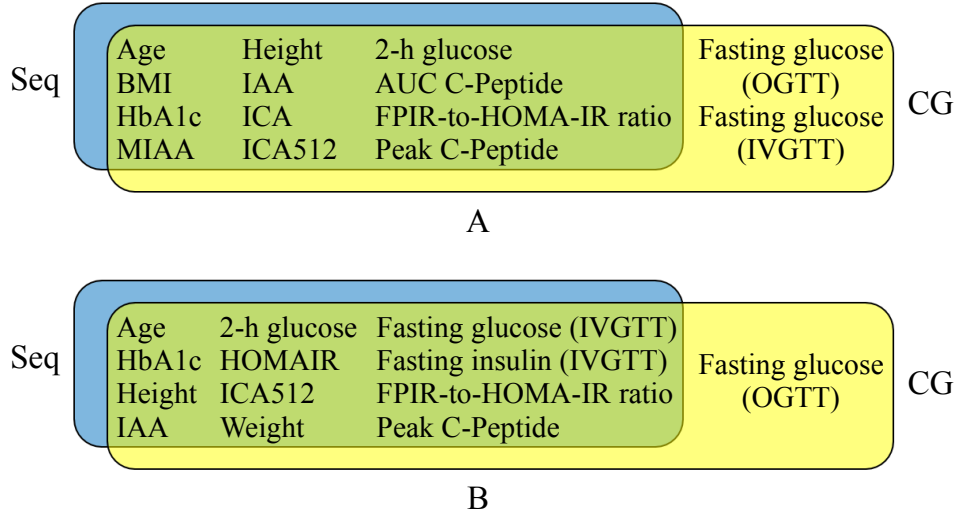 Age Height 2-h glucose Fasting glucose
Seq BMI IAA AUC C-Peptide (OGTT)
HbA1c ICA FPIR-to-HOMA-IR ratio Fasting glucose CG
MIAA ICA512 Peak C-Peptide (IVGTT)
A
Age 2-h glucose Fasting glucose (IVGTT)
Seq HbA1c HOMAIR Fasting insulin (IVGTT) Fasting glucose
Height ICA512 FPIR-to-HOMA-IR ratio (OGTT) CG
IAA Weight Peak C-Peptide
B